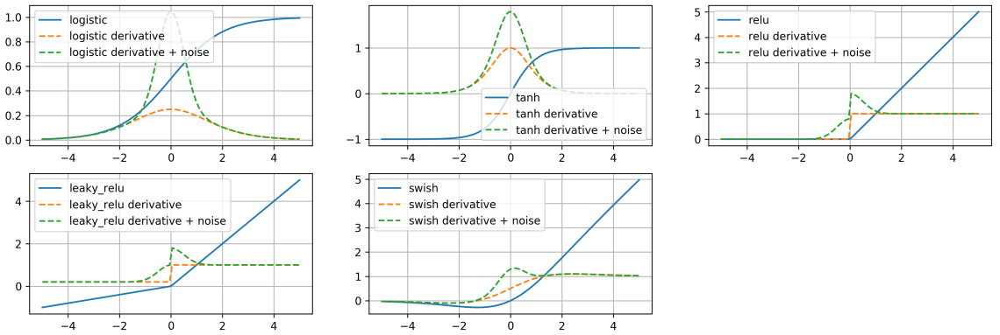 1.0
0.8
0.6
0.4
0.2
0.0
logistic
logistic derivative
logistic derivative + noise
−4 −2 0 2 4
1
0
−1
tanh
tanh derivative
tanh derivative + noise
−4 −2 0 2 4
5
4
3
2
1
0
relu
relu derivative
relu derivative + noise
−4 −2 0 2 4
4
2
0
leaky_relu
leaky_relu derivative
leaky_relu derivative + noise
−4 −2 0 2 4
5
4
3
2
1
0
swish
swish derivative
swish derivative + noise
−4 −2 0 2 4